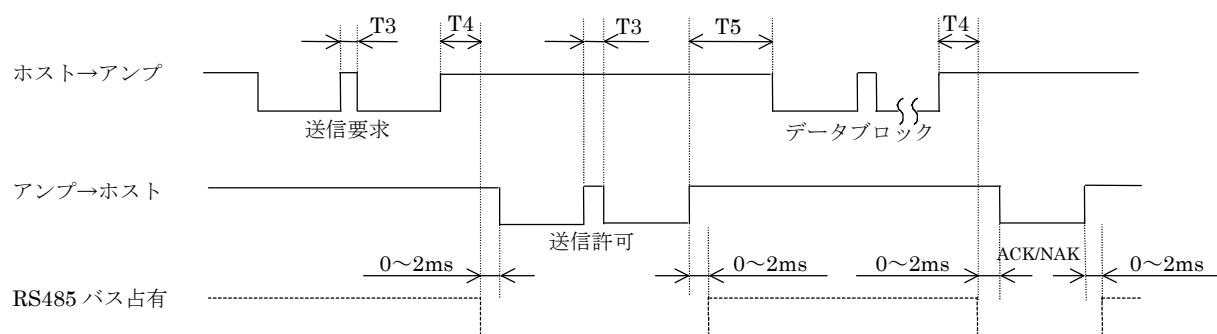 T3 T4 T3 T5 T4
ホスト→アンプ
送信要求 データブロック
アンプ→ホスト
送信許可
0～2ms 0～2ms 0～2ms ACK/NAK 0～2ms
RS485 バス占有